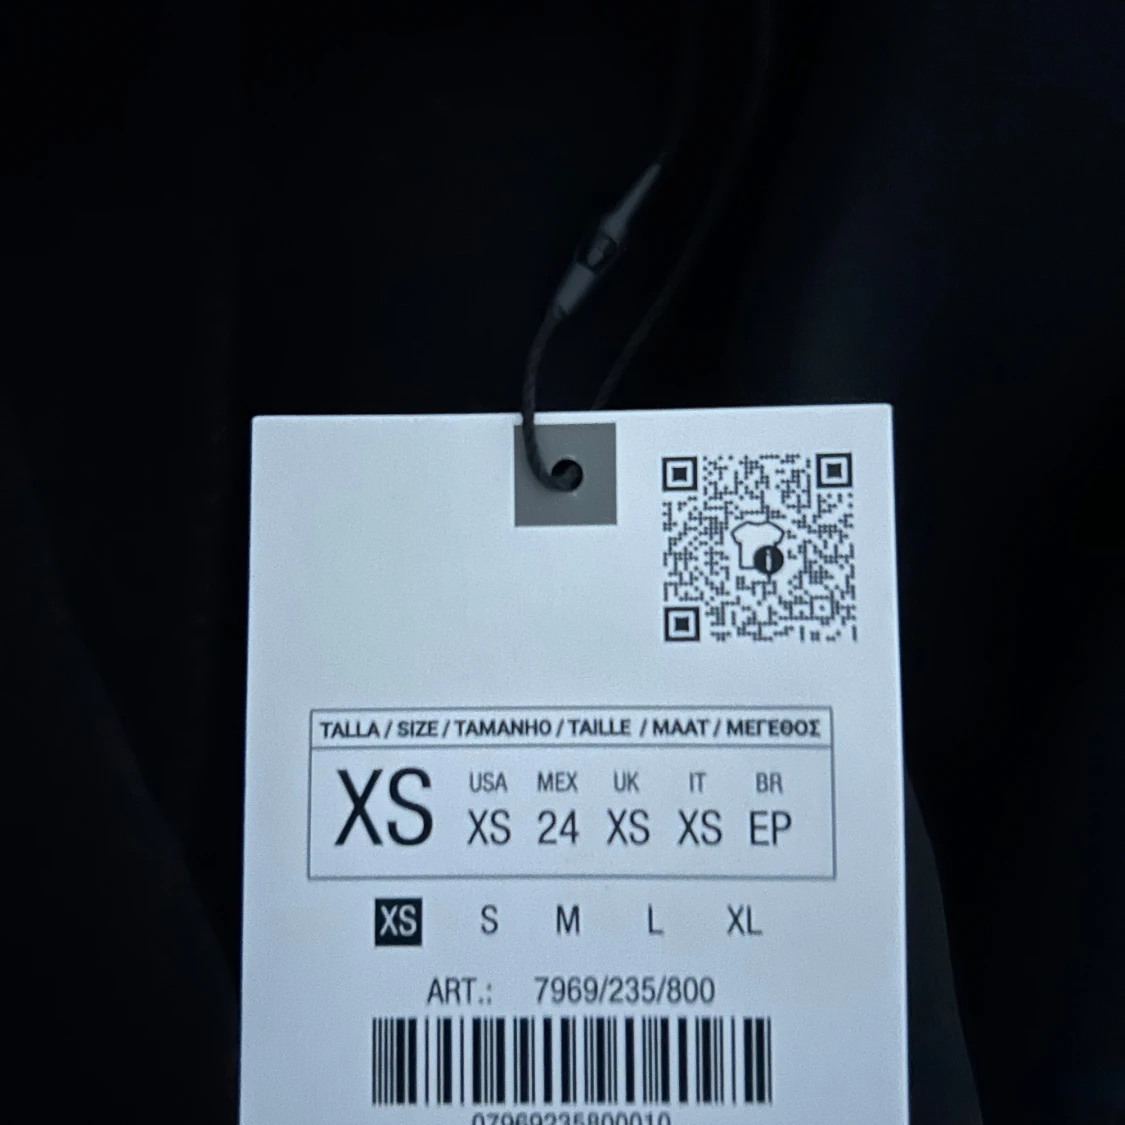 TALLA / SIZE / TAMANHO / TAILLE / MAAT / ΜΕΓΕΘΟΣ
XS
USA MEX UK IT BR
XS 24 XS XS EP
XS S M L XL
ART.: 7969/235/800
07969235800010